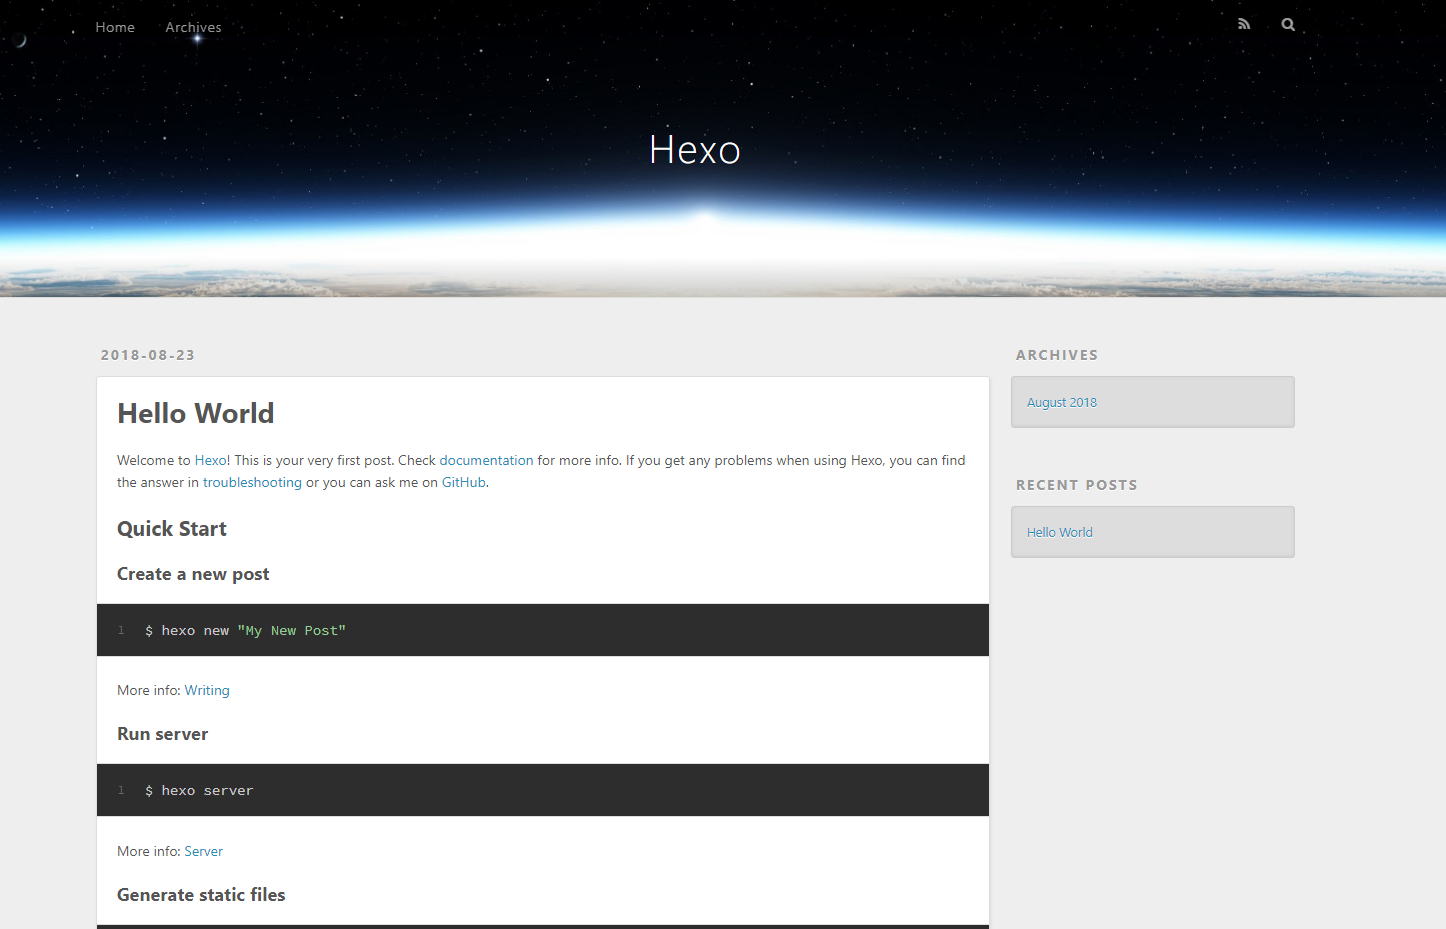 Home Archives
Hexo
2018-08-23
Hello World
Welcome to Hexo! This is your very first post. Check documentation for more info. If you get any problems when using Hexo, you can find
the answer in troubleshooting or you can ask me on GitHub.
Quick Start
Create a new post
1 $ hexo new "My New Post"
More info: Writing
Run server
1 $ hexo server
More info: Server
Generate static files
ARCHIVES
August 2018
RECENT POSTS
Hello World